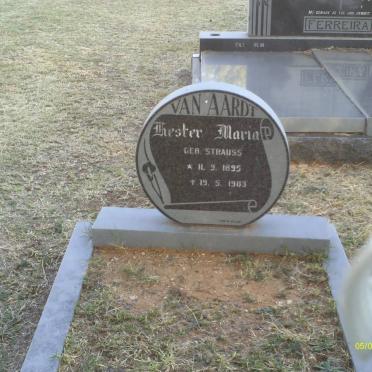 FERREIRA
VAN AARDT
Hester Maria
GEB. STRAUSS
* 11. 9. 1895
† 19. 5. 1983